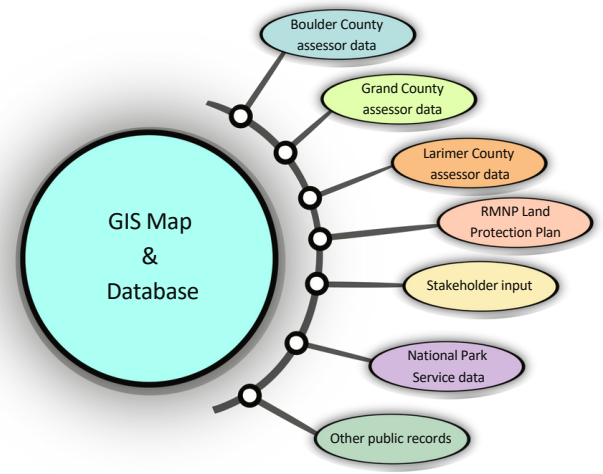 Boulder County
assessor data
Grand County
assessor data
Larimer County
assessor data
RMNP Land
Protection Plan
GIS Map
&
Database
Stakeholder input
National Park
Service data
Other public records